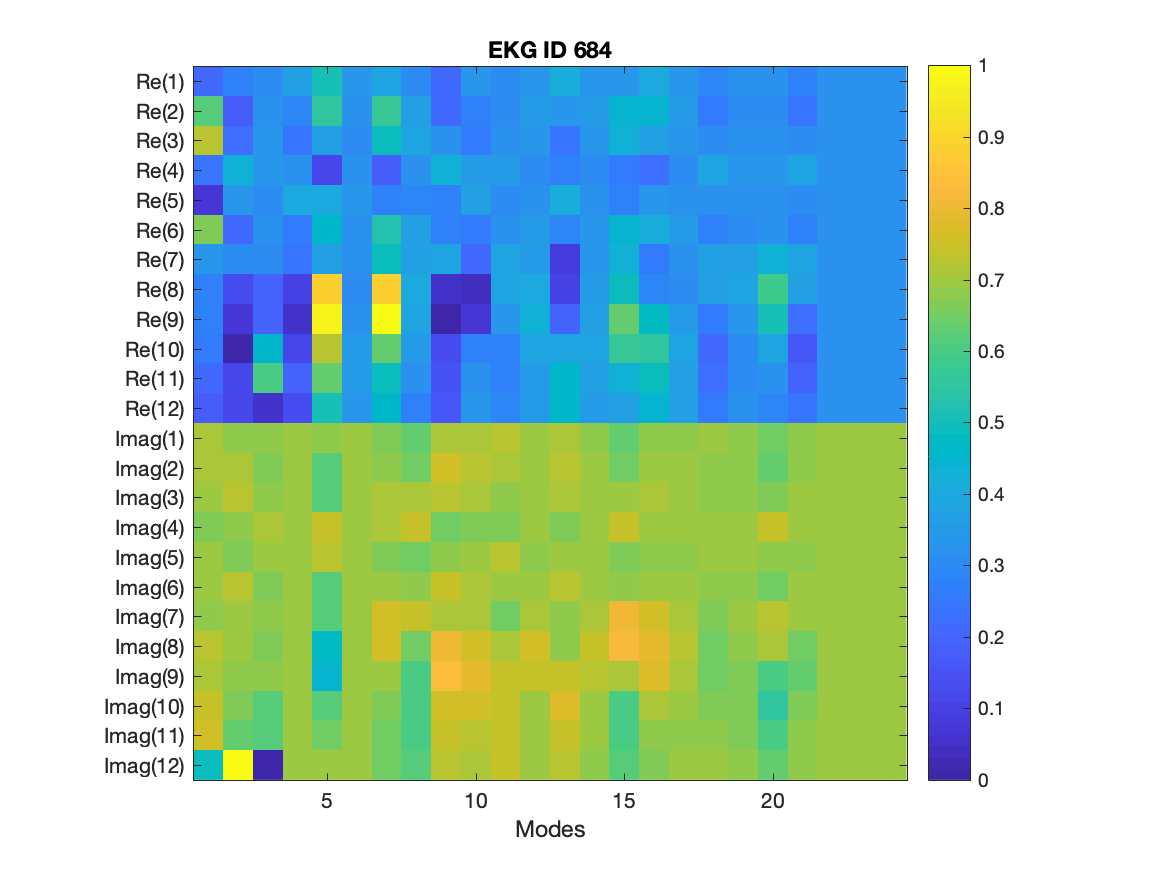 EKG ID 684
Re(1)
Re(2)
Re(3)
Re(4)
Re(5)
Re(6)
Re(7)
Re(8)
Re(9)
Re(10)
Re(11)
Re(12)
Imag(1)
Imag(2)
Imag(3)
Imag(4)
Imag(5)
Imag(6)
Imag(7)
Imag(8)
Imag(9)
Imag(10)
Imag(11)
Imag(12)
5 10 15 20
Modes
1
0.9
0.8
0.7
0.6
0.5
0.4
0.3
0.2
0.1
0